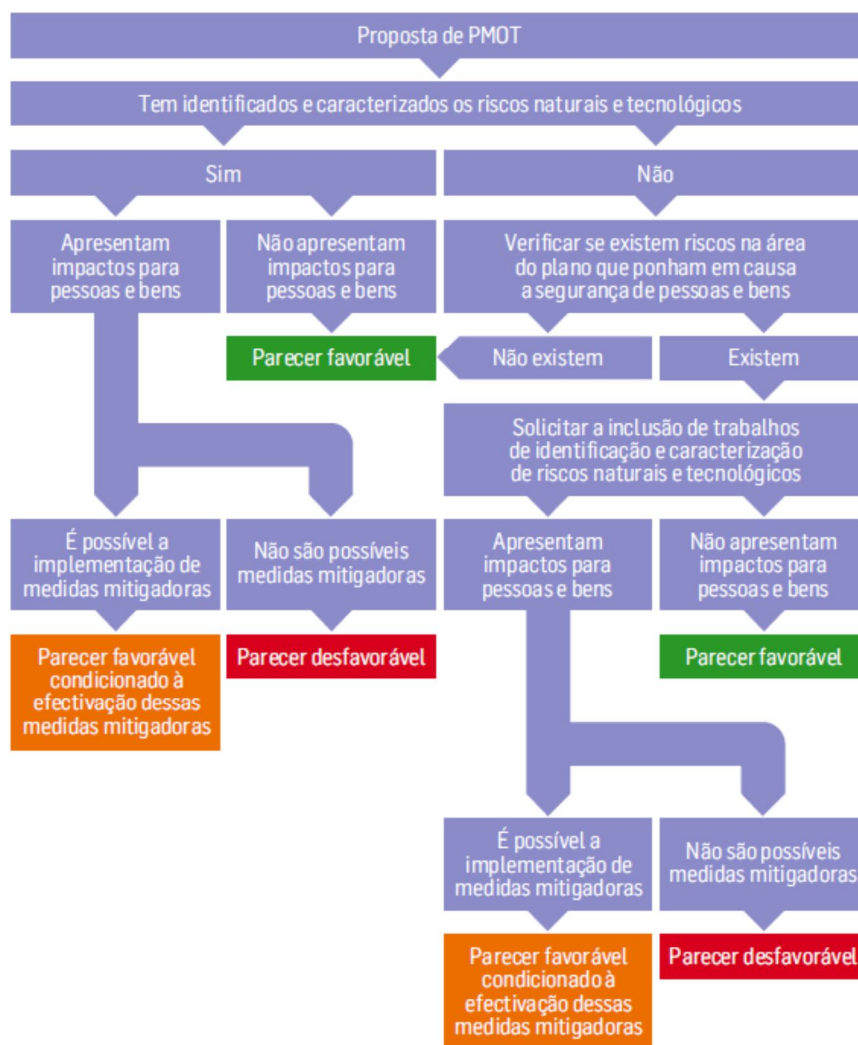 Proposta de PMOT
Tem identificados e caracterizados os riscos naturais e tecnológicos
Sim
Não
Apresentam
impactos para
pessoas e bens
Não apresentam
impactos para
pessoas e bens
Verificar se existem riscos na área
do plano que ponham em causa
a segurança de pessoas e bens
Parecer favorável
Não existem
Existem
Solicitar a inclusão de trabalhos
de identificação e caracterização
de riscos naturais e tecnológicos
É possível a
implementação de
medidas mitigadoras
Não são possíveis
medidas mitigadoras
Apresentam
impactos para
pessoas e bens
Não apresentam
impactos para
pessoas e bens
Parecer favorável
condicionado à
efectivação dessas
medidas mitigadoras
Parecer desfavorável
Parecer favorável
É possível a
implementação de
medidas mitigadoras
Não são possíveis
medidas mitigadoras
Parecer favorável
condicionado à
efectivação dessas
medidas mitigadoras
Parecer desfavorável